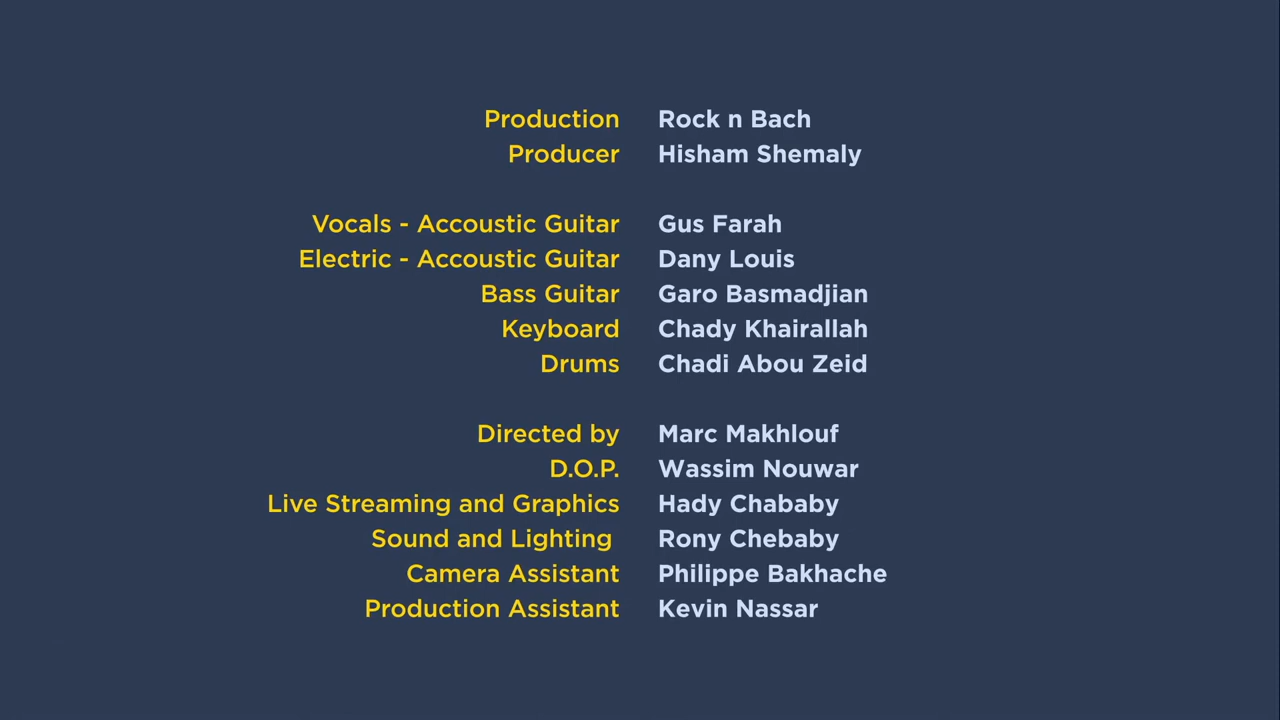 Production Rock n Bach
Producer Hisham Shemaly
Vocals - Accoustic Guitar Gus Farah
Electric - Accoustic Guitar Dany Louis
Bass Guitar Garo Basmadjian
Keyboard Chady Khairallah
Drums Chadi Abou Zeid
Directed by Marc Makhlouf
D.O.P. Wassim Nouwar
Live Streaming and Graphics Hady Chababy
Sound and Lighting Rony Chebaby
Camera Assistant Philippe Bakhache
Production Assistant Kevin Nassar